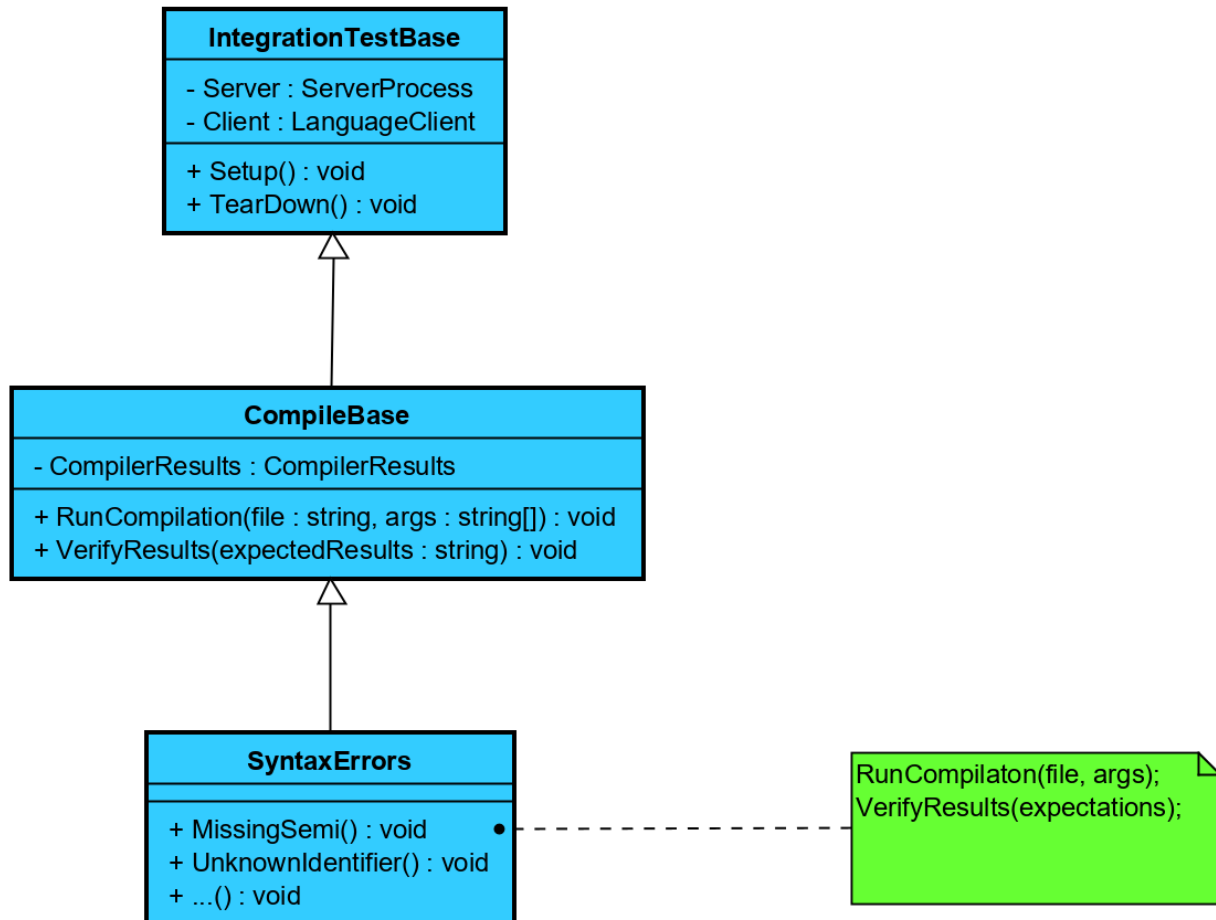 IntegrationTestBase
- Server : ServerProcess
- Client : LanguageClient
+ Setup() : void
+ TearDown() : void
CompileBase
- CompilerResults : CompilerResults
+ RunCompilation(file : string, args : string[]) : void
+ VerifyResults(expectedResults : string) : void
SyntaxErrors
+ MissingSemi() : void
+ UnknownIdentifier() : void
+ ...() : void
RunCompilaton(file, args);
VerifyResults(expectations);